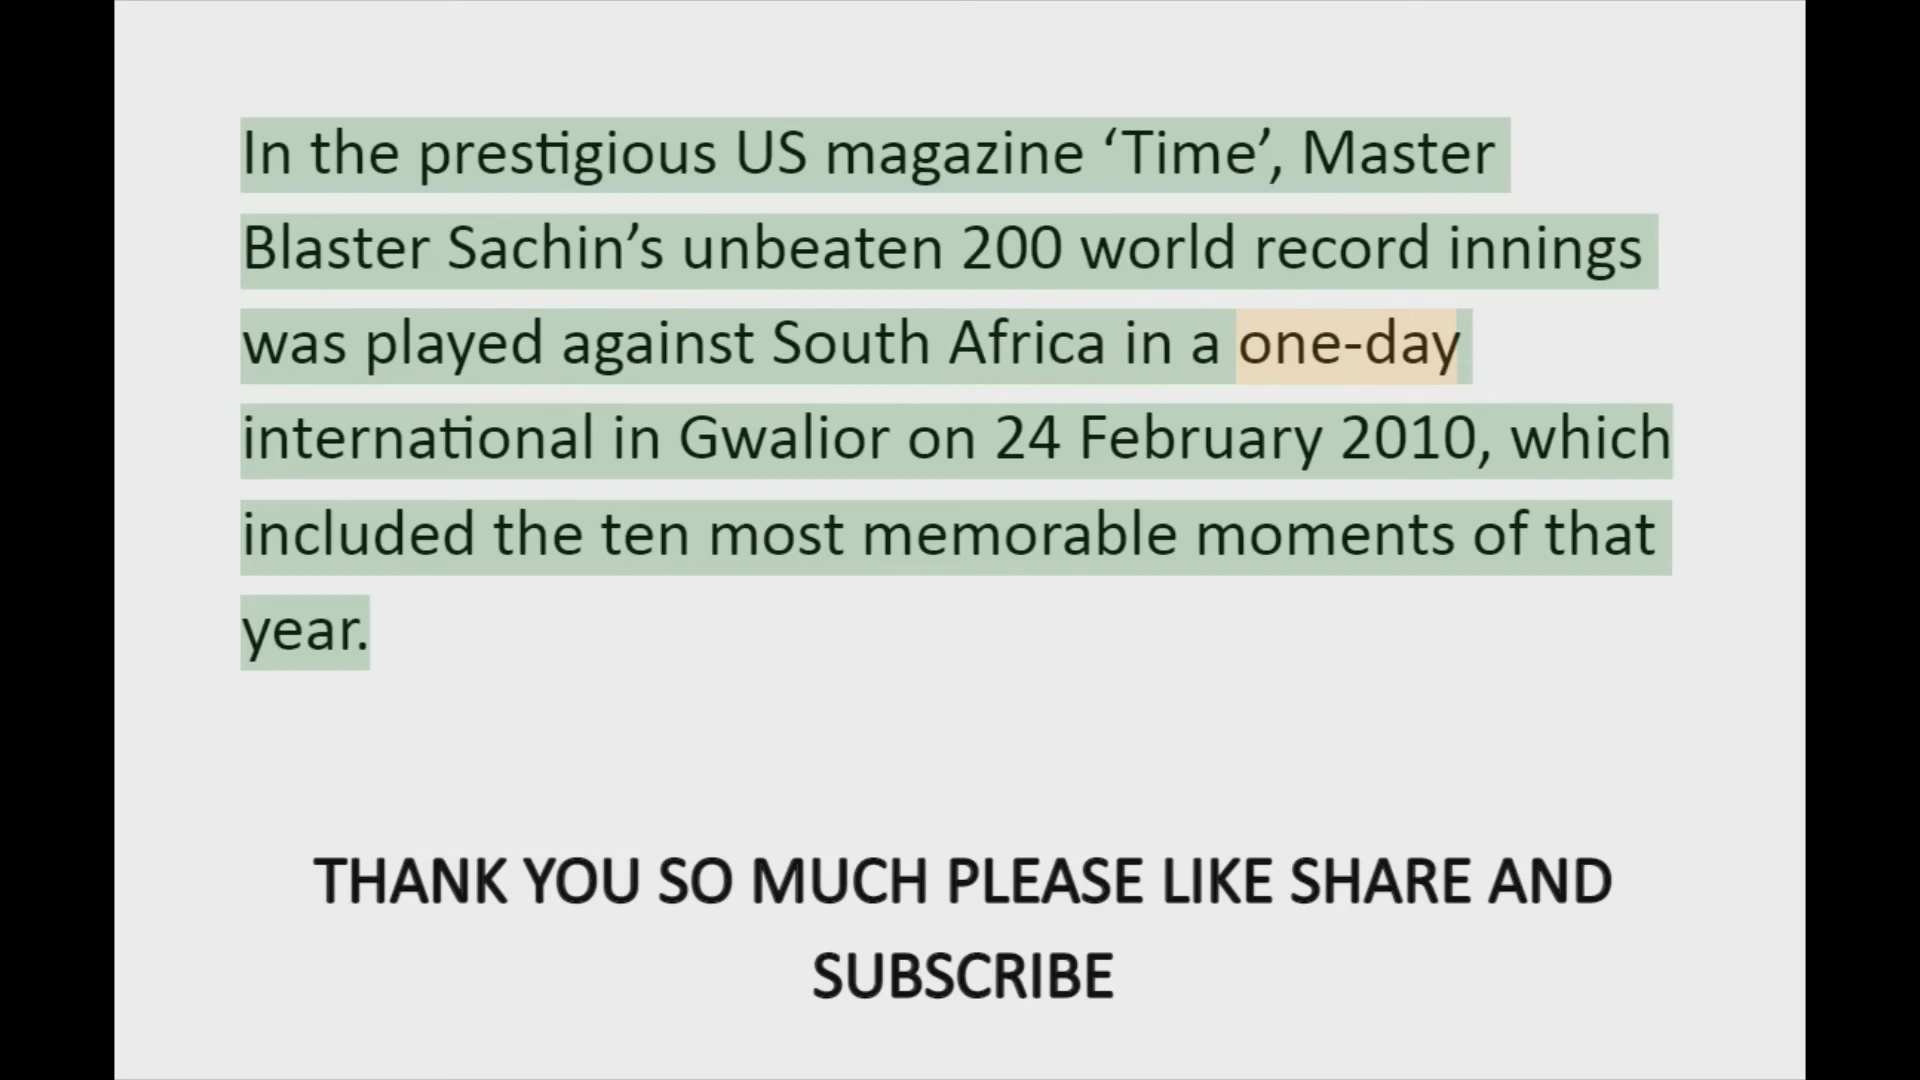 In the prestigious US magazine ‘Time’, Master
Blaster Sachin’s unbeaten 200 world record innings
was played against South Africa in a one-day
international in Gwalior on 24 February 2010, which
included the ten most memorable moments of that
year.
THANK YOU SO MUCH PLEASE LIKE SHARE AND
SUBSCRIBE